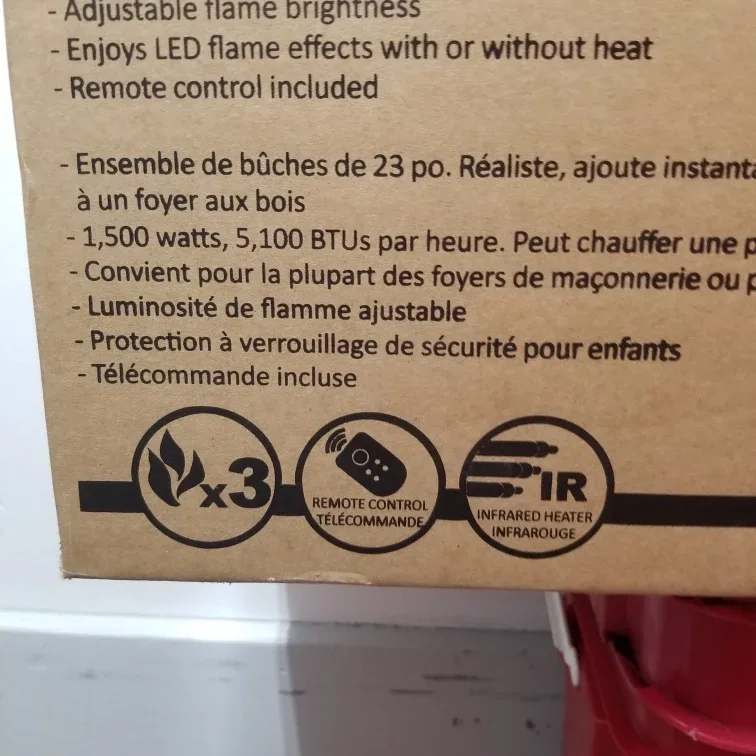 - Adjustable flame brightness
- Enjoys LED flame effects with or without heat
- Remote control included
- Ensemble de bûches de 23 po. Réaliste, ajoute
à un foyer aux bois
- 1,500 watts, 5,100 BTUs par heure. Peut chauffer une
- Convient pour la plupart des foyers de maçonnerie ou
- Luminosité de flamme ajustable
- Protection à verrouillage de sécurité pour enfants
- Télécommande incluse
x3
REMOTE CONTROL
TÉLÉCOMMANDE
IR
INFRARED HEATER
INFRAROUGE